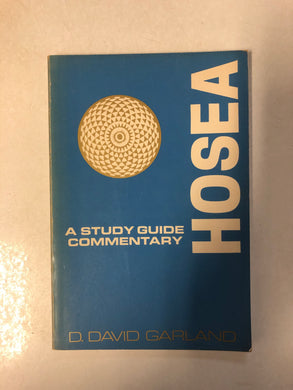 HOSEA
A STUDY GUIDE
COMMENTARY
D. DAVID GARLAND